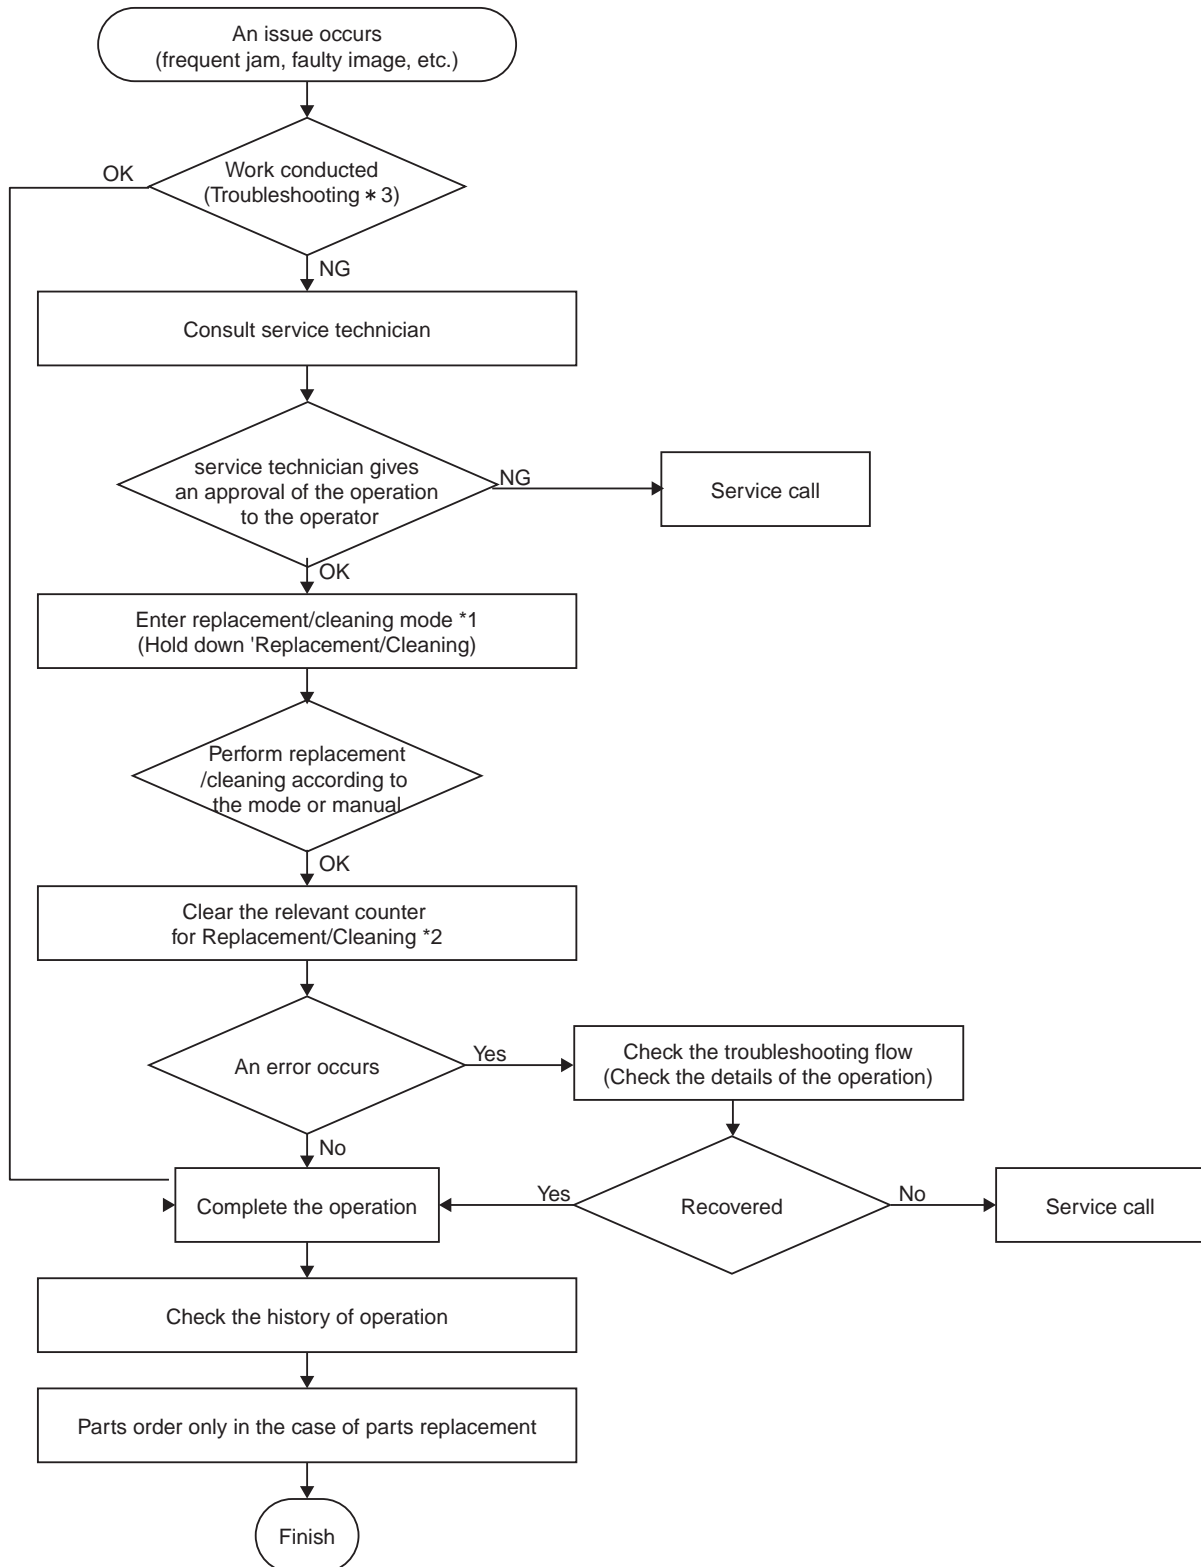 An issue occurs
(frequent jam, faulty image, etc.)
OK
Work conducted
(Troubleshooting＊3)
NG
Consult service technician
service technician gives
an approval of the operation
to the operator
NG
Service call
OK
Enter replacement/cleaning mode *1
(Hold down 'Replacement/Cleaning)
Perform replacement
/cleaning according to
the mode or manual
OK
Clear the relevant counter
for Replacement/Cleaning *2
An error occurs
Yes
Check the troubleshooting flow
(Check the details of the operation)
No
Complete the operation
Yes
Recovered
No
Service call
Check the history of operation
Parts order only in the case of parts replacement
Finish